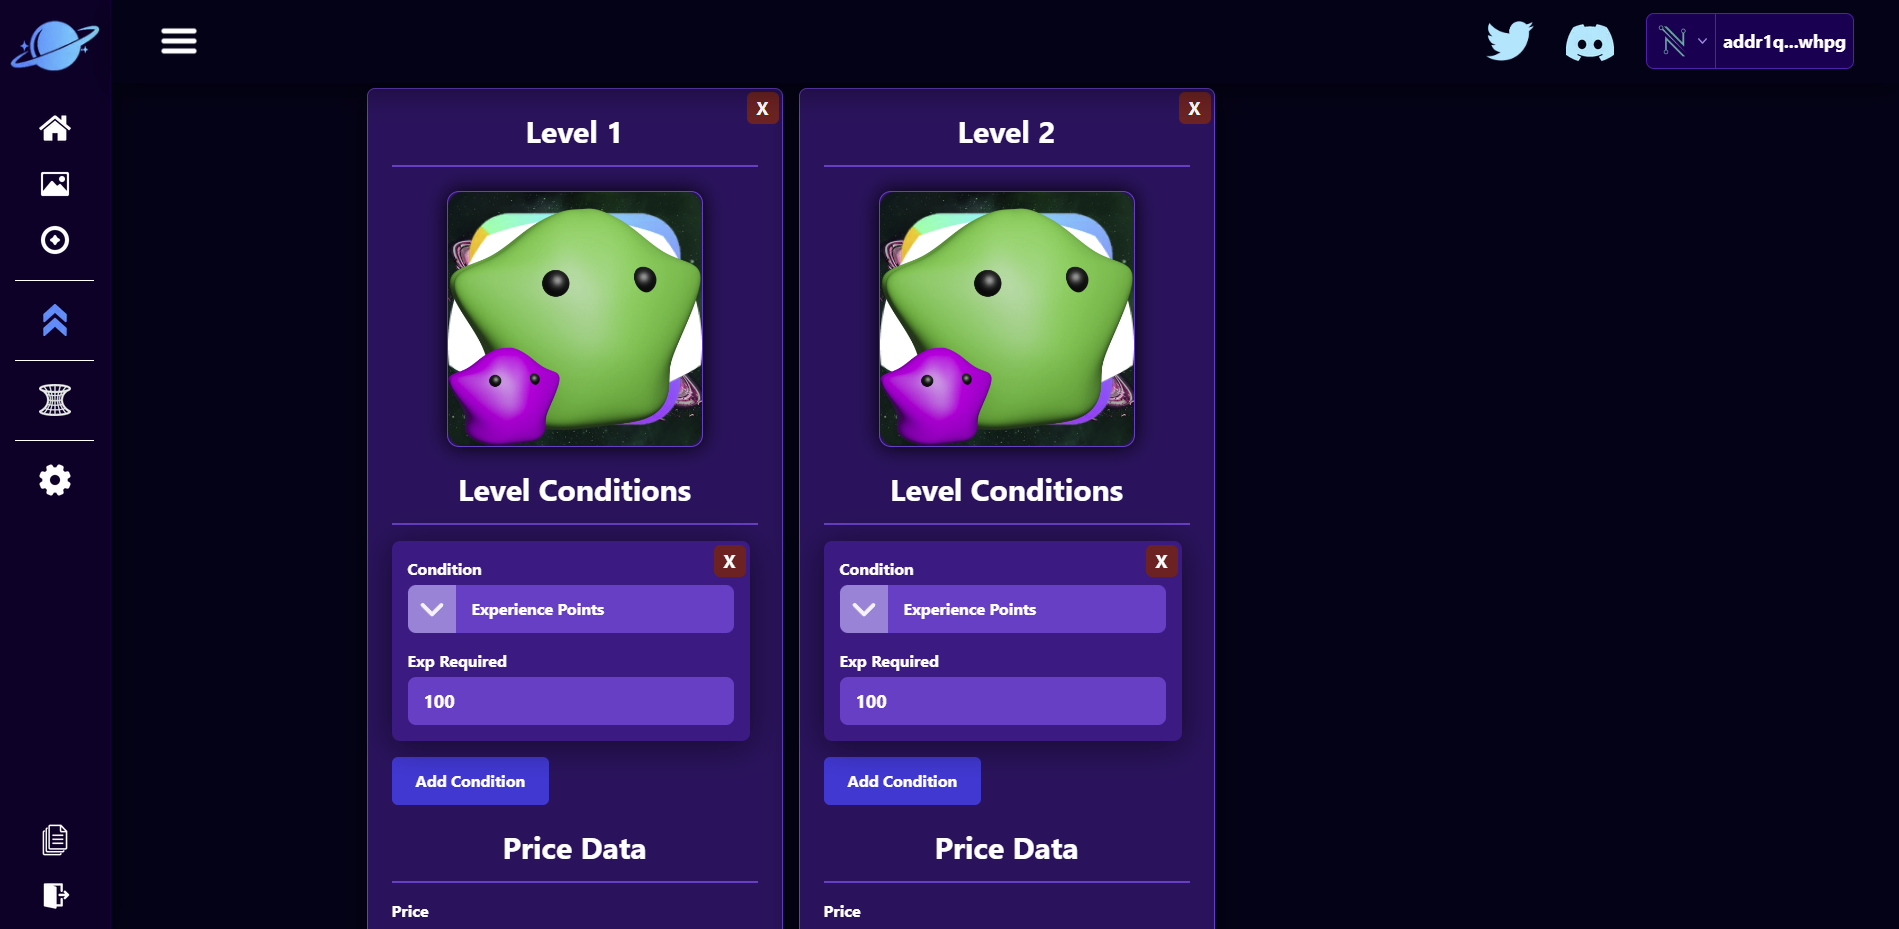 addr1q...whpg
X
Level 1
Level Conditions
X
Condition
Experience Points
Exp Required
100
Add Condition
Price Data
Price
X
Level 2
Level Conditions
X
Condition
Experience Points
Exp Required
100
Add Condition
Price Data
Price